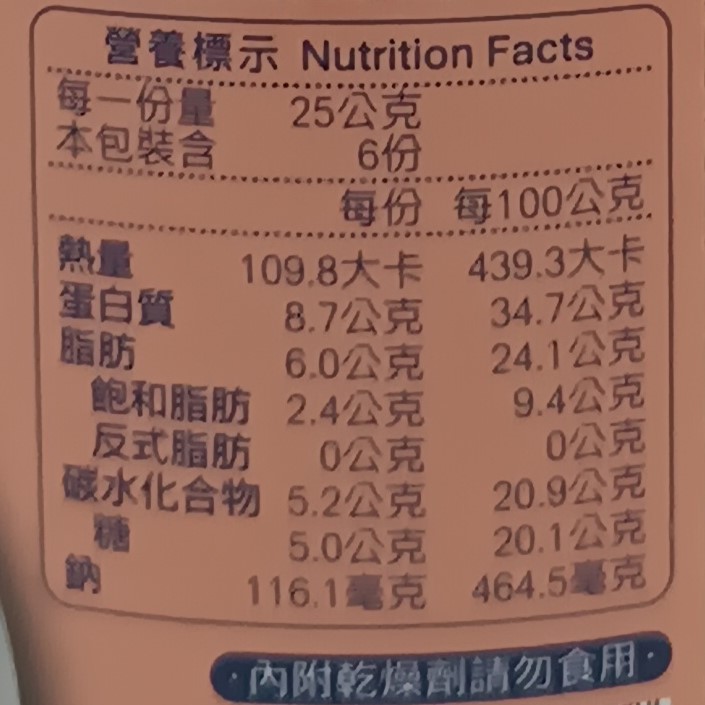 營養標示 Nutrition Facts
每一份量 25公克
本包裝含 6份
每份 每100公克
熱量 109.8大卡 439.3大卡
蛋白質 8.7公克 34.7公克
脂肪 6.0公克 24.1公克
飽和脂肪 2.4公克 9.4公克
反式脂肪 0公克 0公克
碳水化合物 5.2公克 20.9公克
糖 5.0公克 20.1公克
鈉 116.1毫克 464.5毫克
·內附乾燥劑請勿食用·